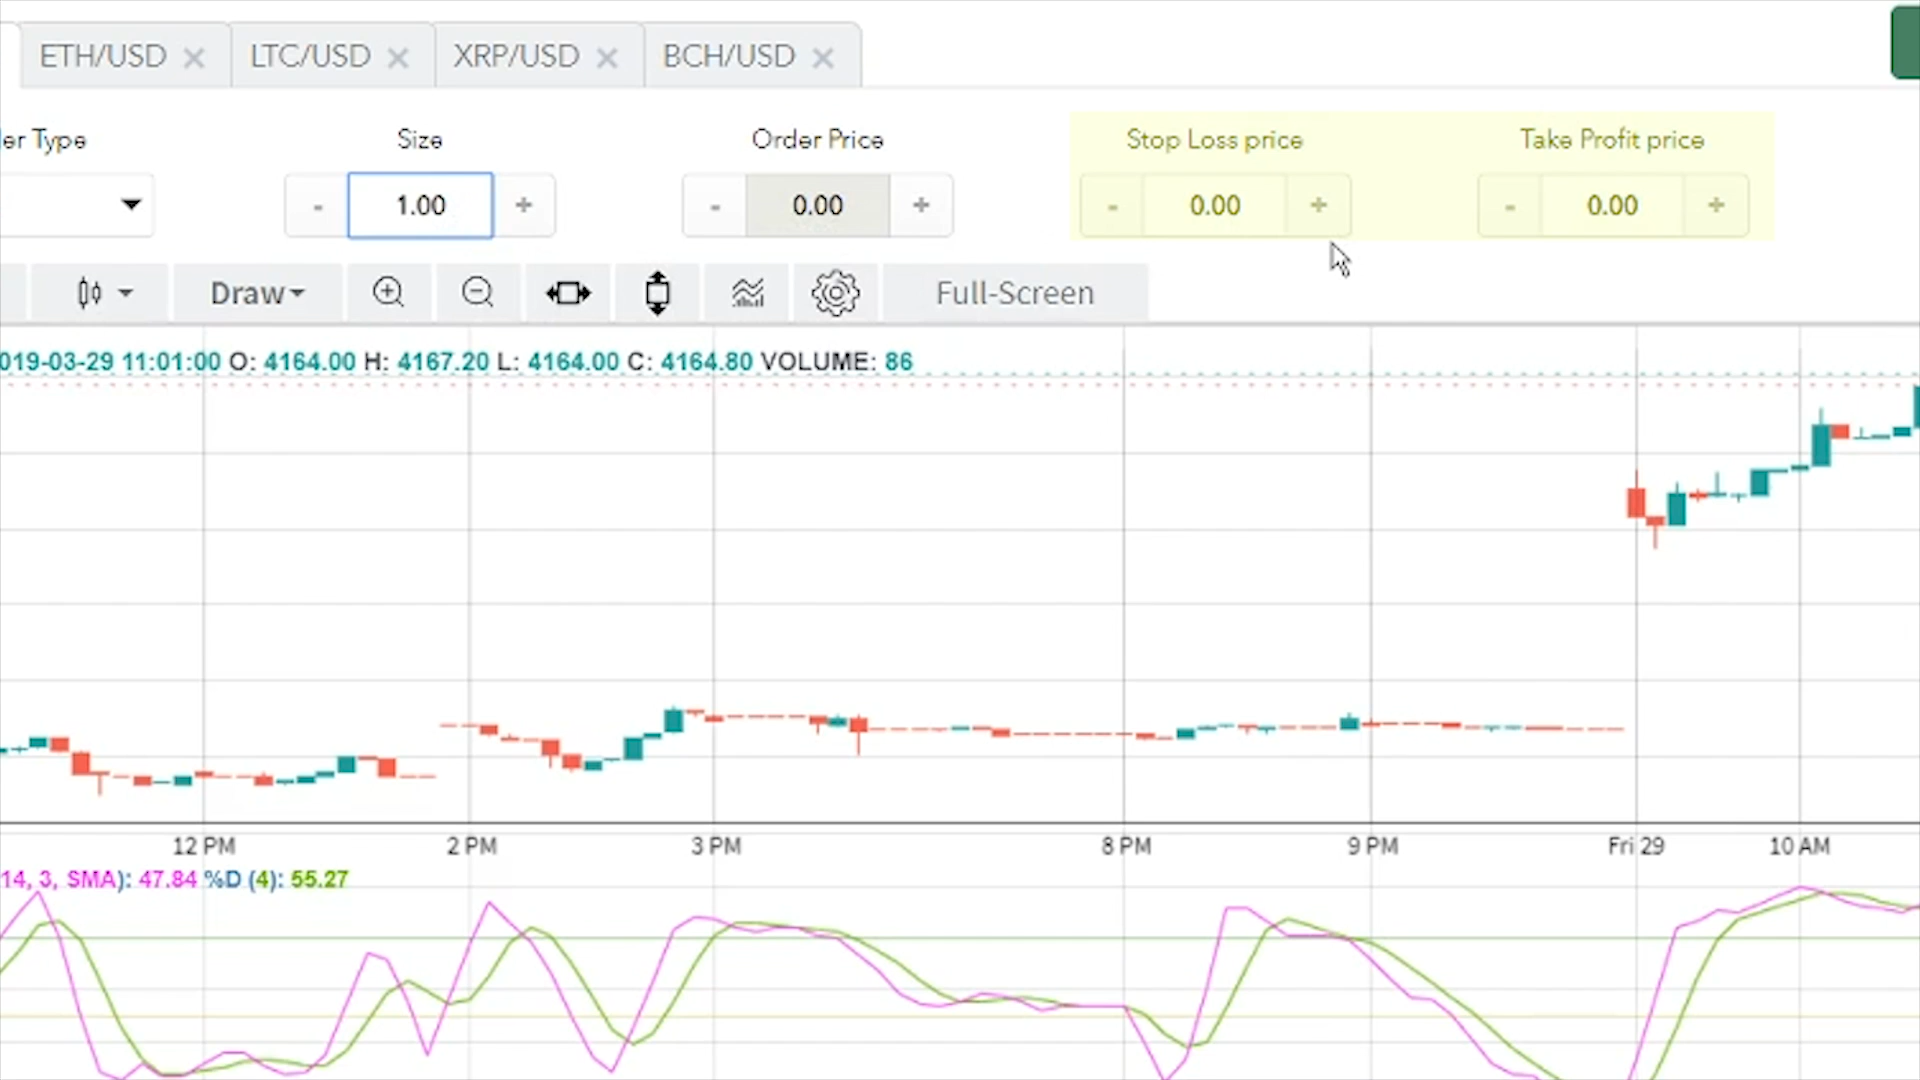 ETH/USD × LTC/USD × XRP/USD × BCH/USD ×
er Type Size Order Price Stop Loss price Take Profit price
- 1.00 + - 0.00 + - 0.00 + - 0.00 +
Draw Full-Screen
019-03-29 11:01:00 O: 4164.00 H: 4167.20 L: 4164.00 C: 4164.80 VOLUME: 86
12 PM 2 PM 3 PM 8 PM 9 PM Fri 29 10 AM
14, 3, SMA): 47.84 %D (4): 55.27